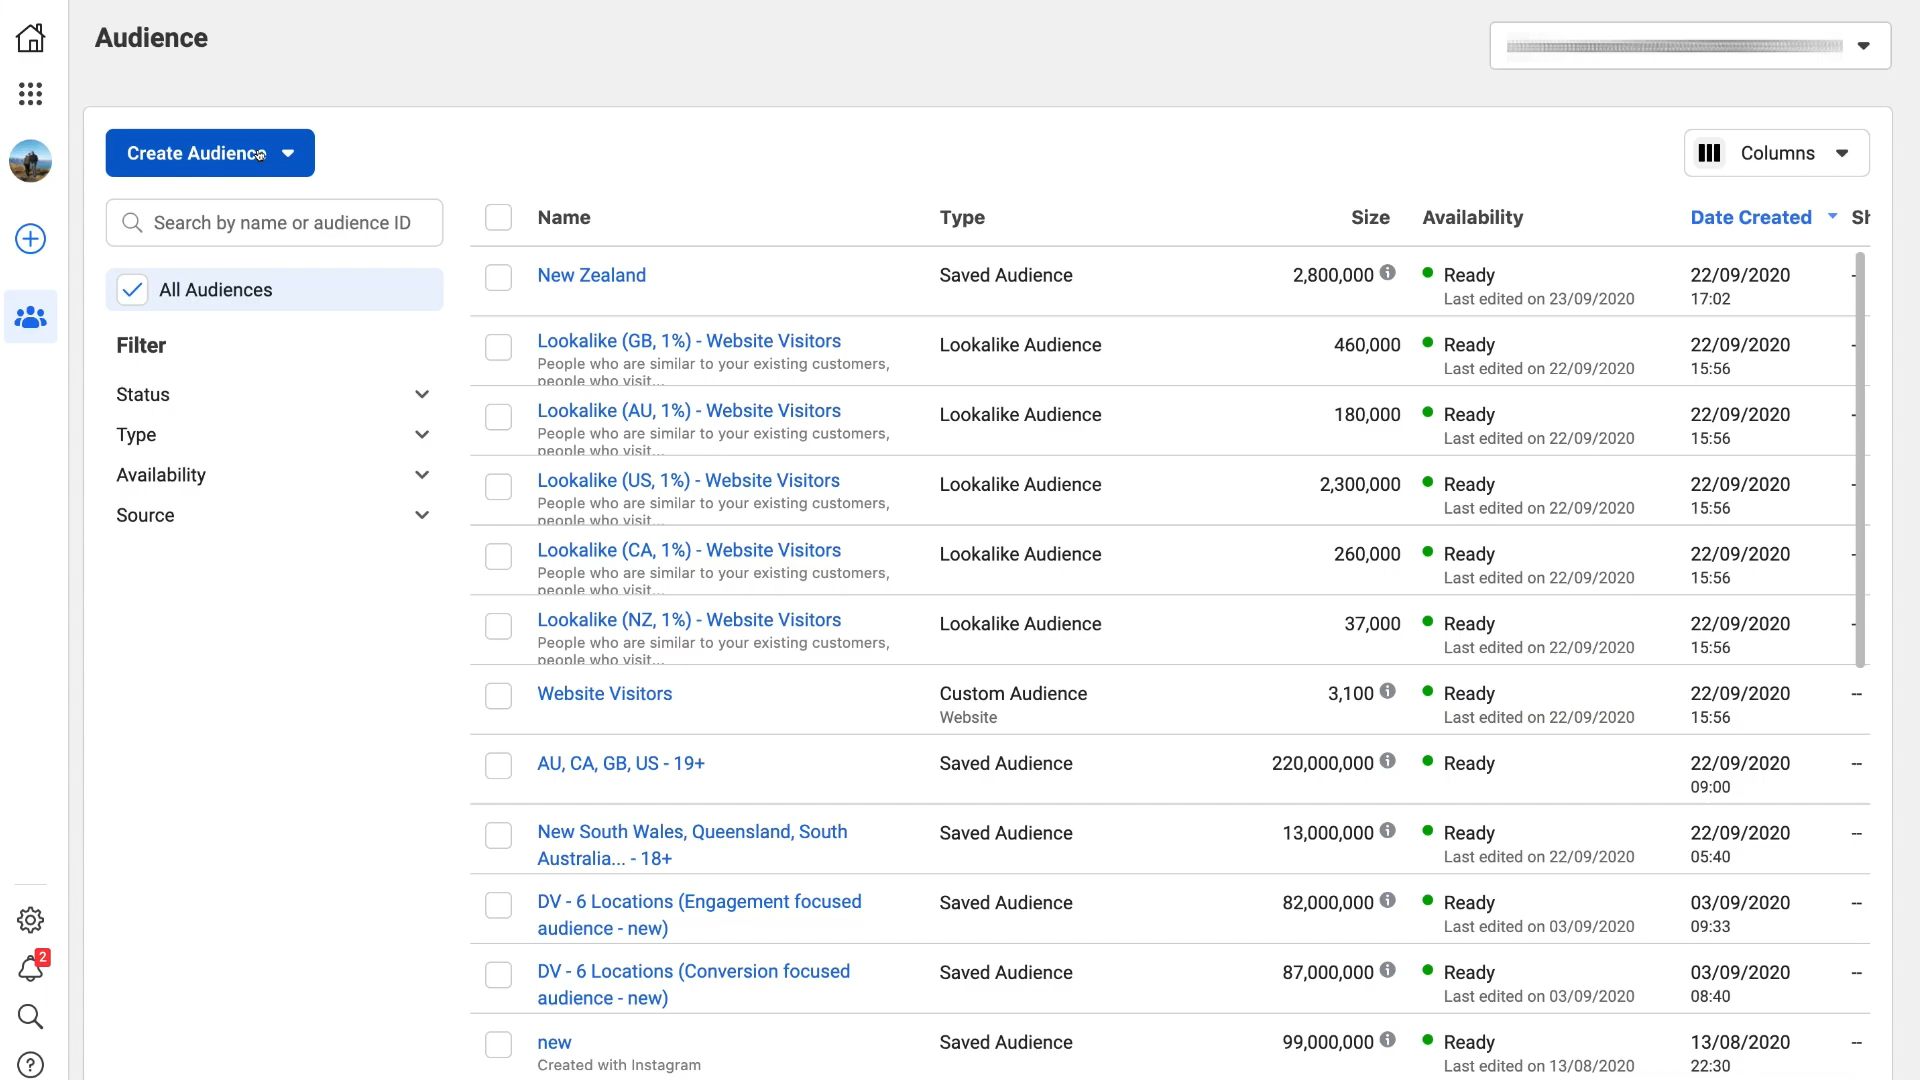 Audience
Create Audience
Columns
Search by name or audience ID
Name Type Size Availability Date Created Sh
All Audiences
Filter
Status
Type
Availability
Source
New Zealand Saved Audience 2,800,000 Ready 22/09/2020
Last edited on 23/09/2020 17:02
Lookalike (GB, 1%) - Website Visitors Lookalike Audience 460,000 Ready 22/09/2020
People who are similar to your existing customers, Last edited on 22/09/2020 15:56
people who visit...
Lookalike (AU, 1%) - Website Visitors Lookalike Audience 180,000 Ready 22/09/2020
People who are similar to your existing customers, Last edited on 22/09/2020 15:56
people who visit...
Lookalike (US, 1%) - Website Visitors Lookalike Audience 2,300,000 Ready 22/09/2020
People who are similar to your existing customers, Last edited on 22/09/2020 15:56
people who visit...
Lookalike (CA, 1%) - Website Visitors Lookalike Audience 260,000 Ready 22/09/2020
People who are similar to your existing customers, Last edited on 22/09/2020 15:56
people who visit...
Lookalike (NZ, 1%) - Website Visitors Lookalike Audience 37,000 Ready 22/09/2020
People who are similar to your existing customers, Last edited on 22/09/2020 15:56
people who visit...
Website Visitors Custom Audience 3,100 Ready 22/09/2020 --
Website Last edited on 22/09/2020 15:56
AU, CA, GB, US - 19+ Saved Audience 220,000,000 Ready 22/09/2020 --
09:00
New South Wales, Queensland, South Saved Audience 13,000,000 Ready 22/09/2020 --
Australia... - 18+ Last edited on 22/09/2020 05:40
DV - 6 Locations (Engagement focused Saved Audience 82,000,000 Ready 03/09/2020 --
audience - new) Last edited on 03/09/2020 09:33
DV - 6 Locations (Conversion focused Saved Audience 87,000,000 Ready 03/09/2020 --
audience - new) Last edited on 03/09/2020 08:40
new Saved Audience 99,000,000 Ready 13/08/2020 --
Created with Instagram Last edited on 13/08/2020 22:30
2